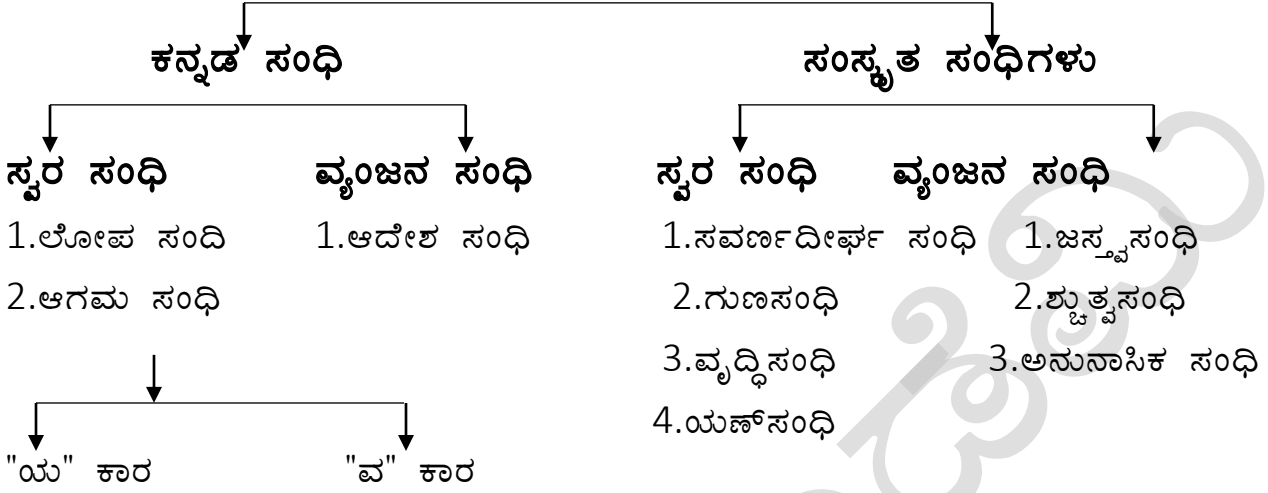 ಕನ್ನಡ ಸಂಧಿ ಸಂಸ್ಕೃತ ಸಂಧಿಗಳು
ಸ್ವರ ಸಂಧಿ ವ್ಯಂಜನ ಸಂಧಿ ಸ್ವರ ಸಂಧಿ ವ್ಯಂಜನ ಸಂಧಿ
1.ಲೋಪ ಸಂದಿ 1.ಆದೇಶ ಸಂಧಿ 1.ಸವರ್ಣದೀರ್ಘ ಸಂಧಿ 1.ಜಸ್ತ್ವಸಂಧಿ
2.ಆಗಮ ಸಂಧಿ 2.ಗುಣಸಂಧಿ 2.ಶ್ಚುತ್ವಸಂಧಿ
3.ವೃದ್ಧಿಸಂಧಿ 3.ಅನುನಾಸಿಕ ಸಂಧಿ
4.ಯಣ್‌ಸಂಧಿ
"ಯ" ಕಾರ "ವ" ಕಾರ